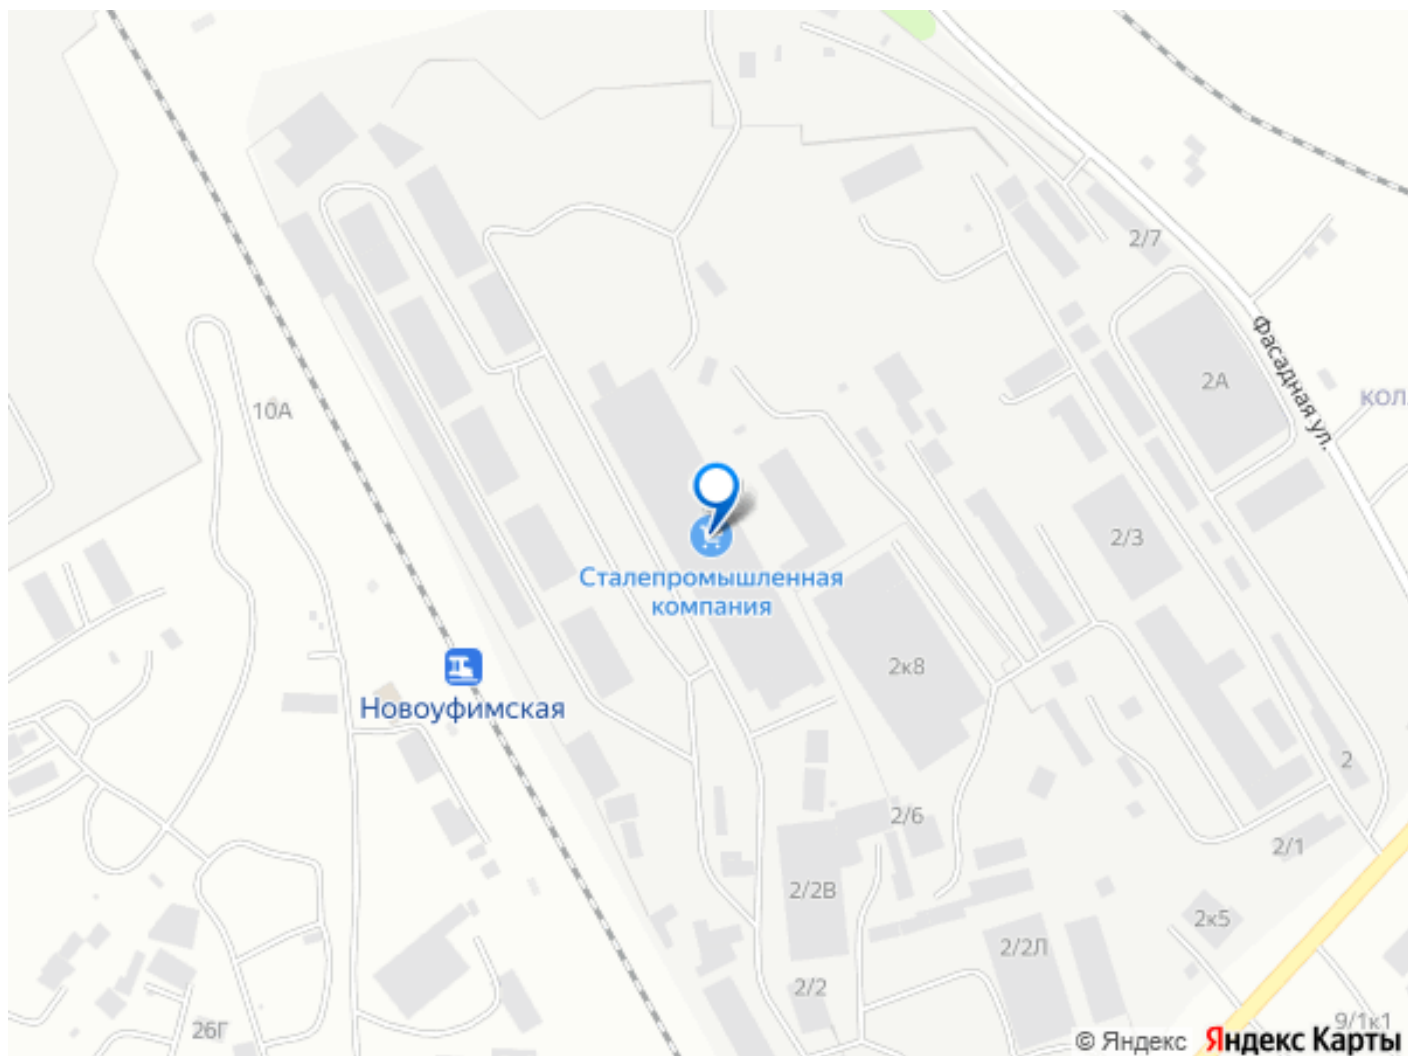 2/7
Фасадная ул.
2А
КОЛ
10А
2/3
Сталепромышленная
компания
2к8
Новоуфимская
2
2/6
2/1
2/2В
2к5
2/2Л
2/2
26Г
9/1к1
© Яндекс Яндекс Карты